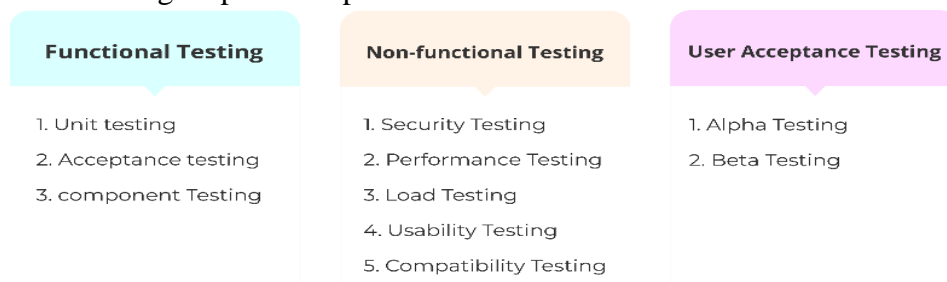 Functional Testing
1. Unit testing
2. Acceptance testing
3. component Testing
Non-functional Testing
1. Security Testing
2. Performance Testing
3. Load Testing
4. Usability Testing
5. Compatibility Testing
User Acceptance Testing
1. Alpha Testing
2. Beta Testing